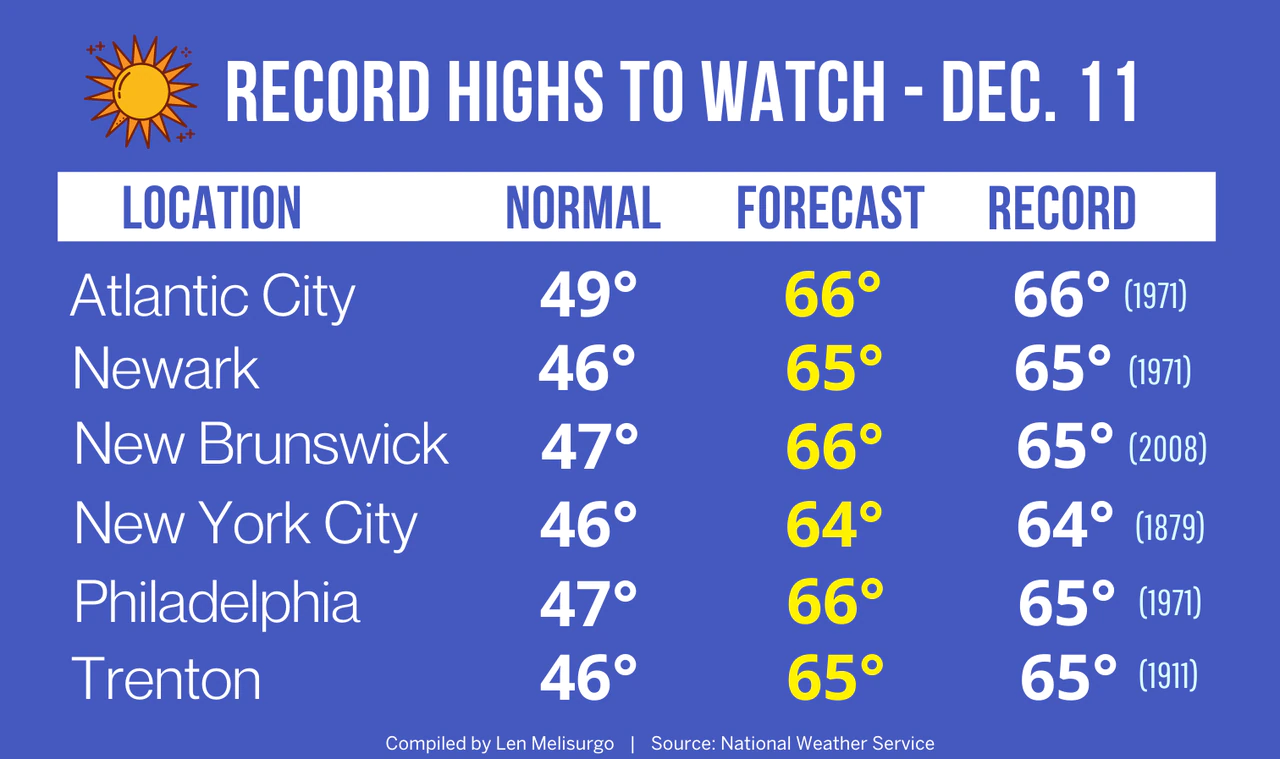 RECORD HIGHS TO WATCH - DEC. 11
LOCATION NORMAL FORECAST RECORD
Atlantic City 49° 66° 66° (1971)
Newark 46° 65° 65° (1971)
New Brunswick 47° 66° 65° (2008)
New York City 46° 64° 64° (1879)
Philadelphia 47° 66° 65° (1971)
Trenton 46° 65° 65° (1911)
Compiled by Len Melisurgo | Source: National Weather Service